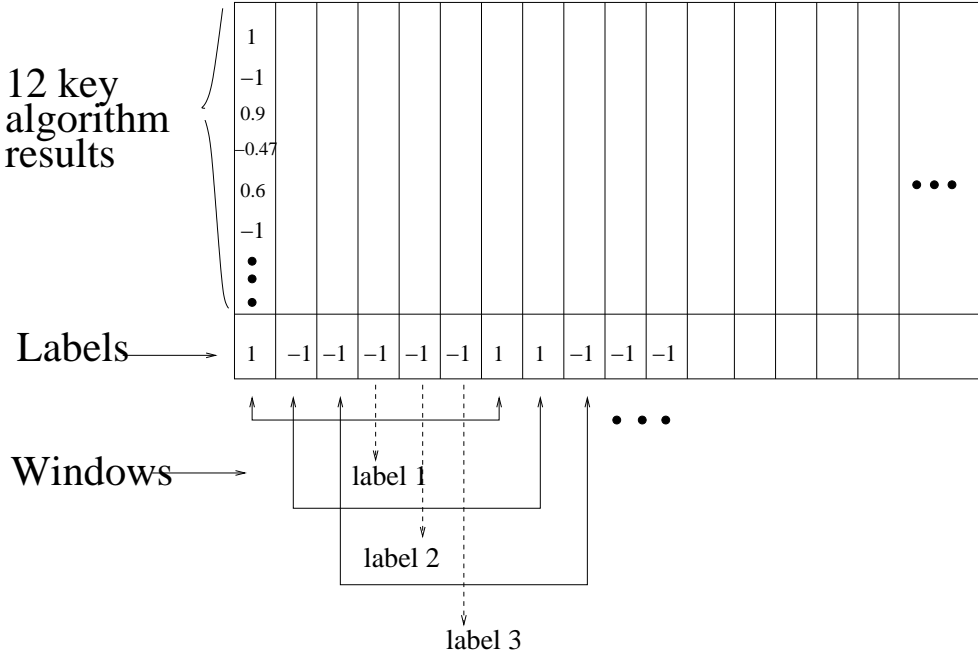 12 key
algorithm
results
1
−1
0.9
−0.47
0.6
−1
Labels
1 −1 −1 −1 −1 −1 1 1 −1 −1 −1
Windows
label 1
label 2
label 3